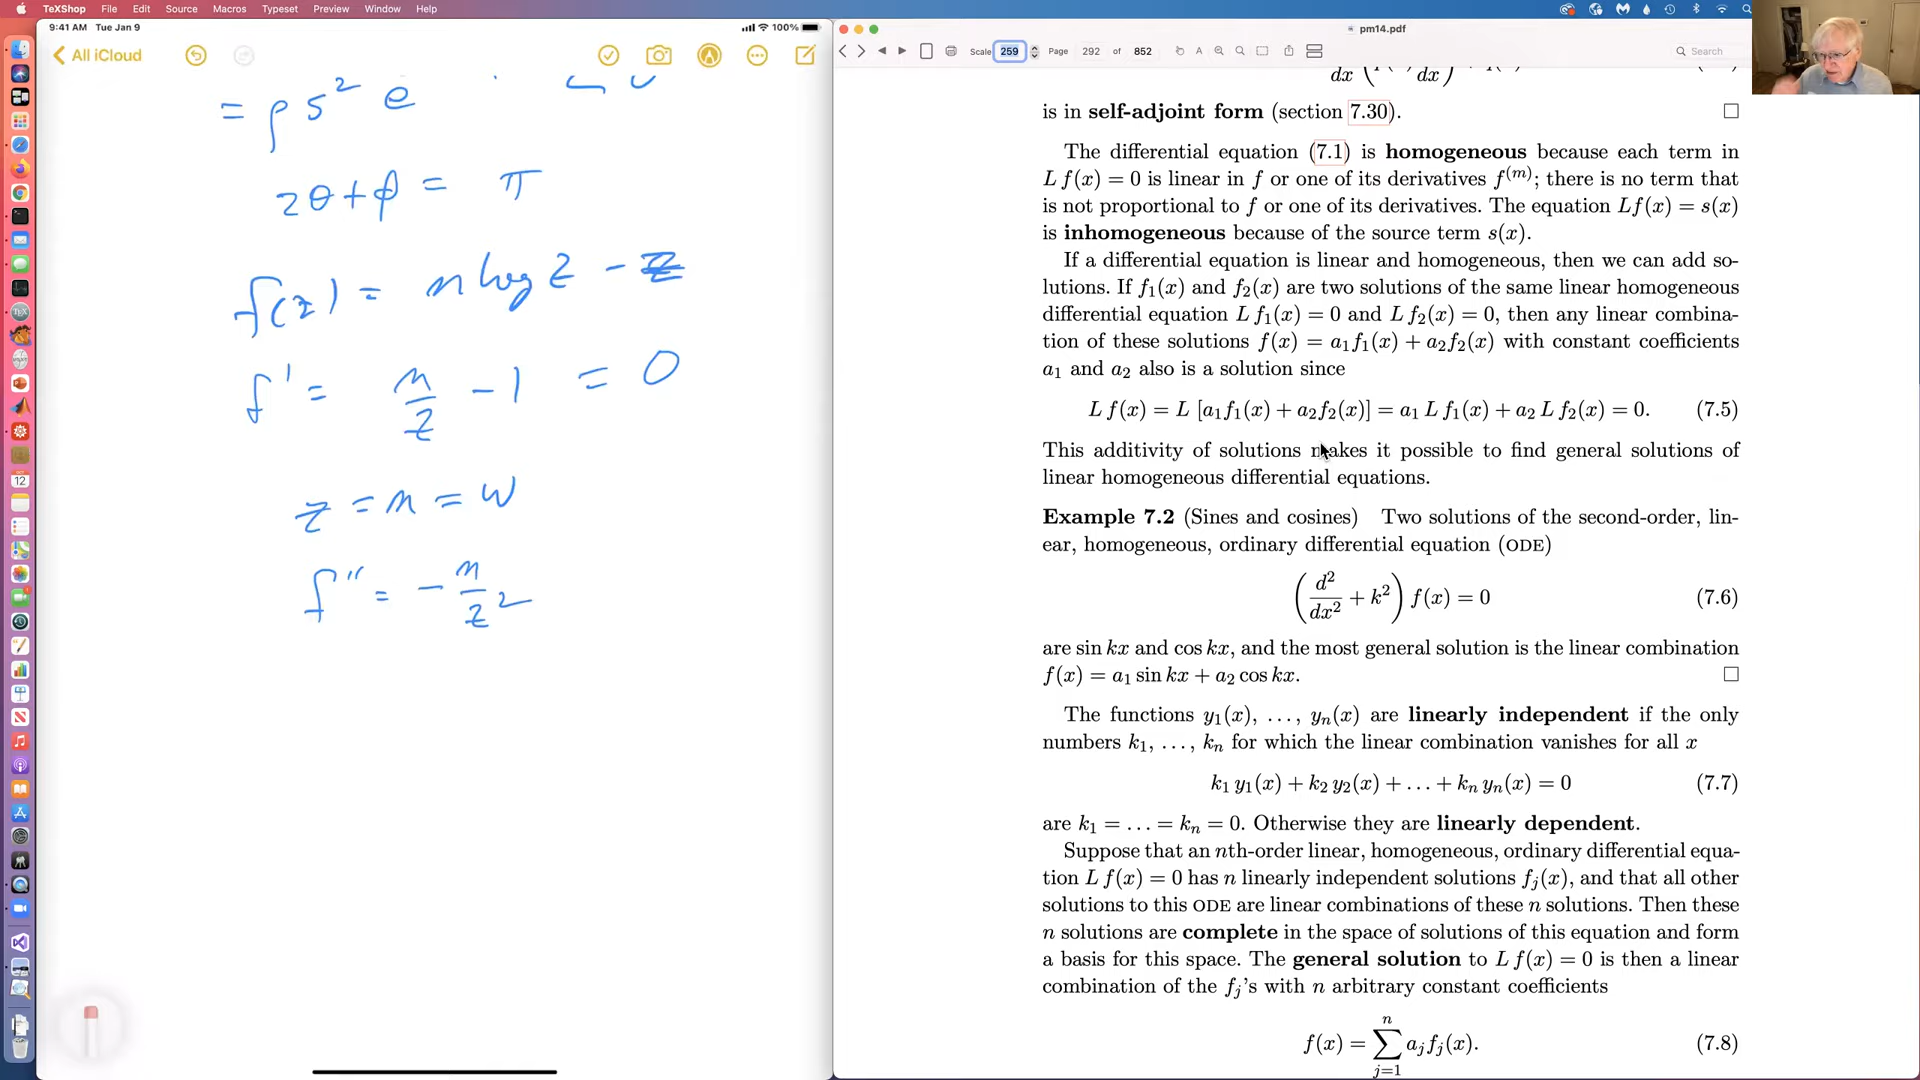 TeXShop File Edit Source Macros Typeset Preview Window Help
9:41 AM Tue Jan 9 100%
All iCloud
= ρ s² e
2θ + φ = π
f(z) = n log z − z
f' = n/z − 1 = 0
z = n = w
f'' = − n/z²
OCT
12
pm14.pdf
Scale 259 Page 292 of 852 Search
dx ( dx )
is in self-adjoint form (section 7.30). □
The differential equation (7.1) is homogeneous because each term in
L f(x) = 0 is linear in f or one of its derivatives f⁽ᵐ⁾; there is no term that
is not proportional to f or one of its derivatives. The equation Lf(x) = s(x)
is inhomogeneous because of the source term s(x).
If a differential equation is linear and homogeneous, then we can add so-
lutions. If f₁(x) and f₂(x) are two solutions of the same linear homogeneous
differential equation L f₁(x) = 0 and L f₂(x) = 0, then any linear combina-
tion of these solutions f(x) = a₁f₁(x) + a₂f₂(x) with constant coefficients
a₁ and a₂ also is a solution since
L f(x) = L [a₁f₁(x) + a₂f₂(x)] = a₁ L f₁(x) + a₂ L f₂(x) = 0. (7.5)
This additivity of solutions makes it possible to find general solutions of
linear homogeneous differential equations.
Example 7.2 (Sines and cosines) Two solutions of the second-order, lin-
ear, homogeneous, ordinary differential equation (ODE)
(d²/dx² + k²) f(x) = 0 (7.6)
are sin kx and cos kx, and the most general solution is the linear combination
f(x) = a₁ sin kx + a₂ cos kx. □
The functions y₁(x), …, yₙ(x) are linearly independent if the only
numbers k₁, …, kₙ for which the linear combination vanishes for all x
k₁ y₁(x) + k₂ y₂(x) + … + kₙ yₙ(x) = 0 (7.7)
are k₁ = … = kₙ = 0. Otherwise they are linearly dependent.
Suppose that an nth-order linear, homogeneous, ordinary differential equa-
tion L f(x) = 0 has n linearly independent solutions fⱼ(x), and that all other
solutions to this ODE are linear combinations of these n solutions. Then these
n solutions are complete in the space of solutions of this equation and form
a basis for this space. The general solution to L f(x) = 0 is then a linear
combination of the fⱼ's with n arbitrary constant coefficients
n
f(x) = ∑ aⱼfⱼ(x). (7.8)
j=1